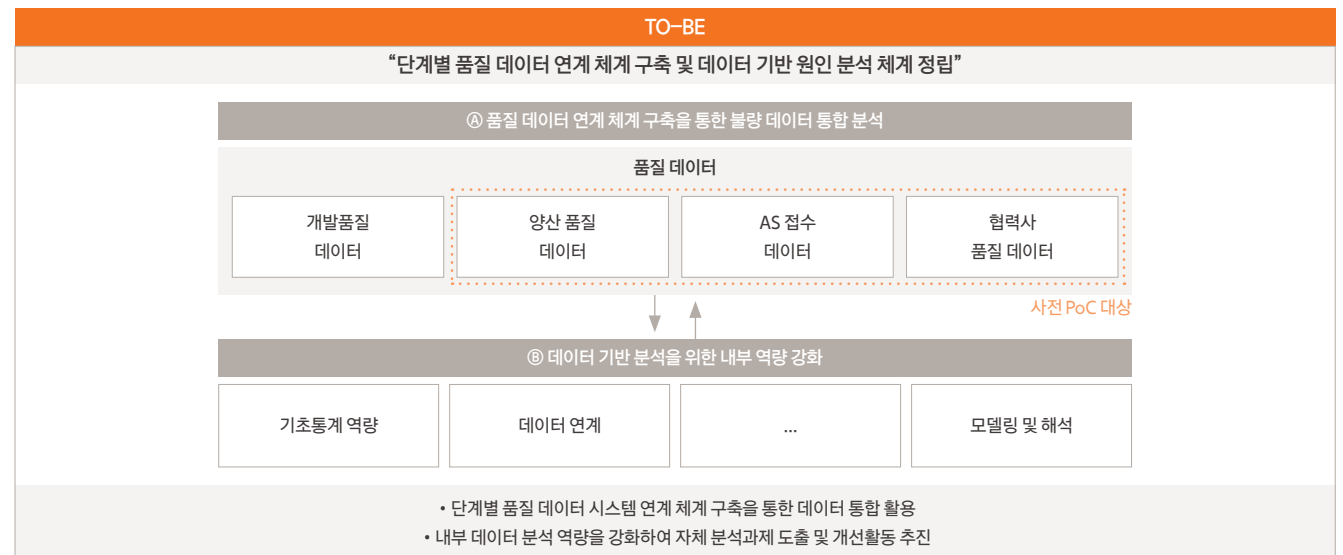 TO-BE
“단계별 품질 데이터 연계 체계 구축 및 데이터 기반 원인 분석 체계 정립”
Ⓐ 품질 데이터 연계 체계 구축을 통한 불량 데이터 통합 분석
품질 데이터
개발품질
데이터
양산 품질
데이터
AS 접수
데이터
협력사
품질 데이터
사전 PoC 대상
Ⓑ 데이터 기반 분석을 위한 내부 역량 강화
기초통계 역량
데이터 연계
...
모델링 및 해석
• 단계별 품질 데이터 시스템 연계 체계 구축을 통한 데이터 통합 활용
• 내부 데이터 분석 역량을 강화하여 자체 분석과제 도출 및 개선활동 추진